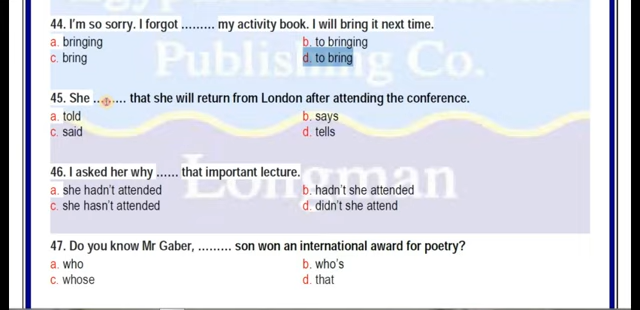 44. I'm so sorry. I forgot ......... my activity book. I will bring it next time.
a. bringing b. to bringing
c. bring d. to bring
Publishing Co.
45. She ......... that she will return from London after attending the conference.
a. told b. says
c. said d. tells
46. I asked her why ...... that important lecture.
a. she hadn't attended b. hadn't she attended
c. she hasn't attended d. didn't she attend
Longman
47. Do you know Mr Gaber, ......... son won an international award for poetry?
a. who b. who's
c. whose d. that